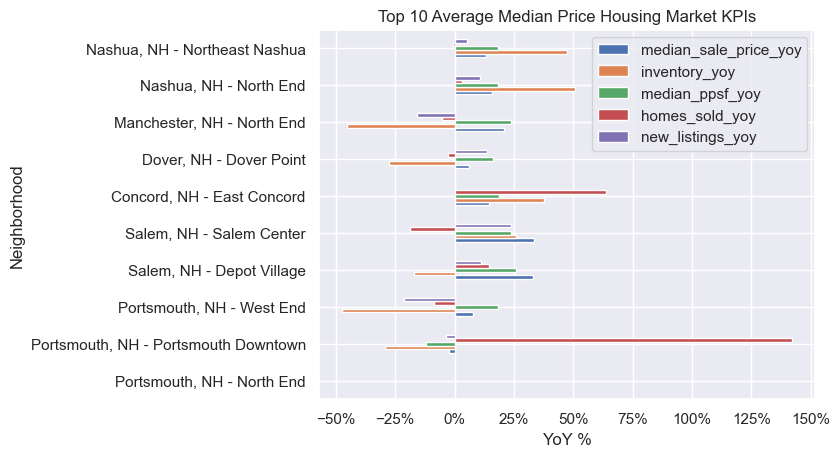 Top 10 Average Median Price Housing Market KPIs
Neighborhood
Nashua, NH - Northeast Nashua
Nashua, NH - North End
Manchester, NH - North End
Dover, NH - Dover Point
Concord, NH - East Concord
Salem, NH - Salem Center
Salem, NH - Depot Village
Portsmouth, NH - West End
Portsmouth, NH - Portsmouth Downtown
Portsmouth, NH - North End
median_sale_price_yoy
inventory_yoy
median_ppsf_yoy
homes_sold_yoy
new_listings_yoy
−50% −25% 0% 25% 50% 75% 100% 125% 150%
YoY %